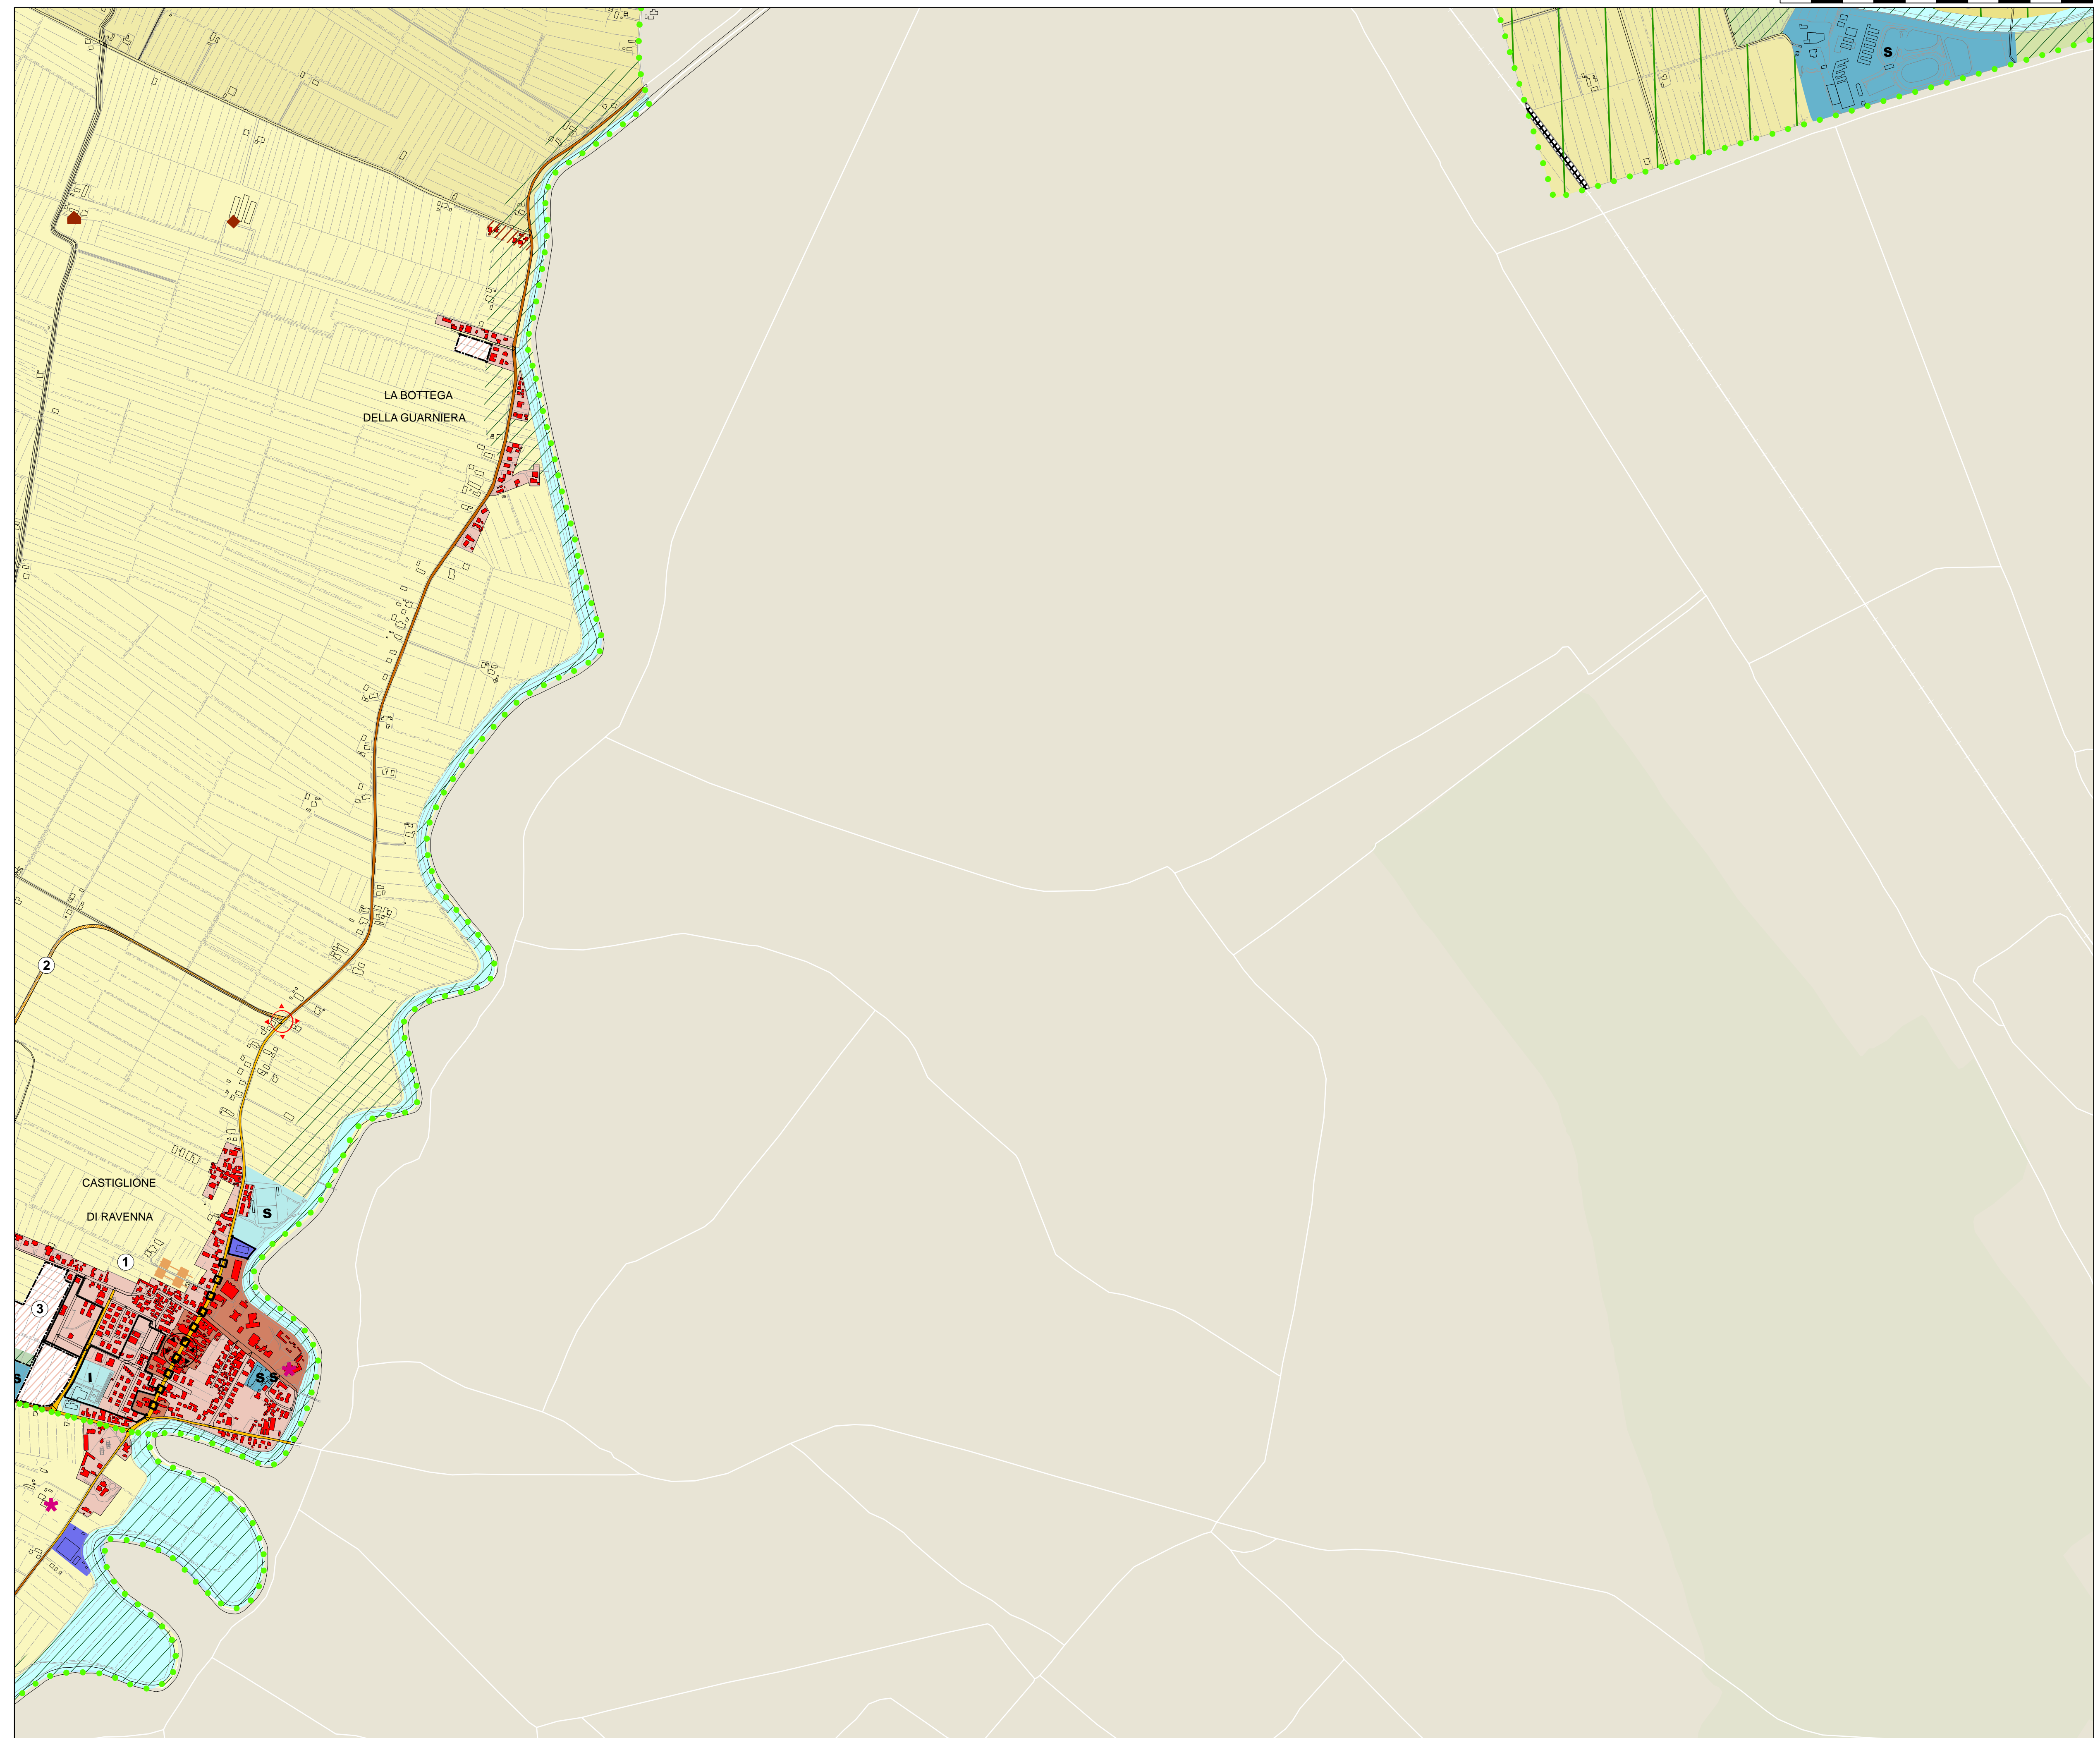 S
LA BOTTEGA
DELLA GUARNIERA
2
CASTIGLIONE
DI RAVENNA
S
1
3
S
I
S S